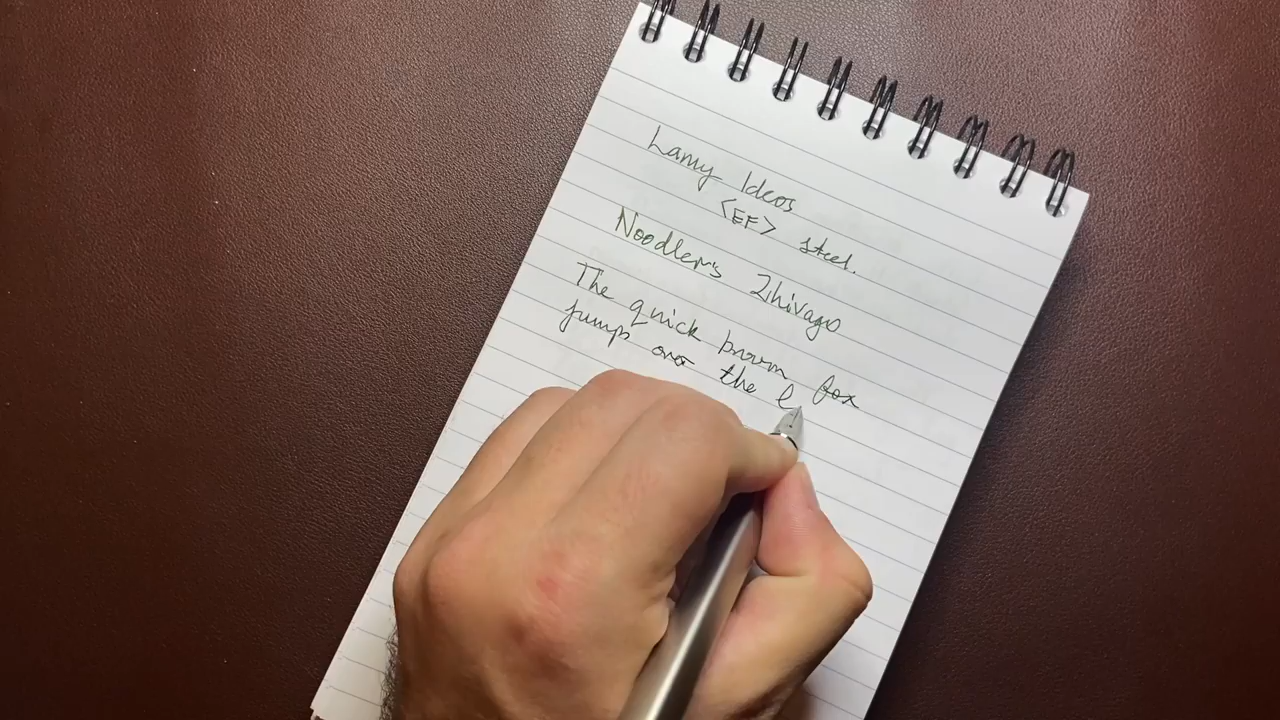 Lamy Ideos
<EF> steel.
Noodler's Zhivago
The quick brown fox
jumps over the l